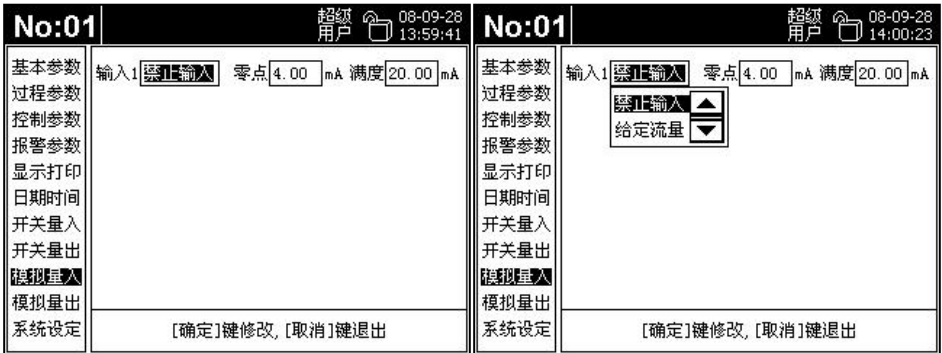 No:01 超级用户 08-09-28 13:59:41
基本参数
过程参数
控制参数
报警参数
显示打印
日期时间
开关量入
开关量出
模拟量入
模拟量出
系统设定
输入1 禁止输入 零点 4.00 mA 满度 20.00 mA
[确定]键修改, [取消]键退出
No:01 超级用户 08-09-28 14:00:23
基本参数
过程参数
控制参数
报警参数
显示打印
日期时间
开关量入
开关量出
模拟量入
模拟量出
系统设定
输入1 禁止输入 零点 4.00 mA 满度 20.00 mA
禁止输入
给定流量
[确定]键修改, [取消]键退出